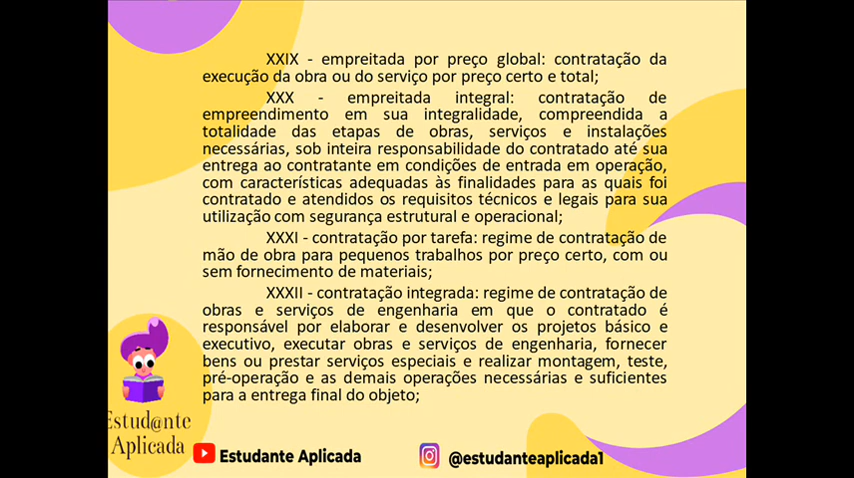 XXIX - empreitada por preço global: contratação da
execução da obra ou do serviço por preço certo e total;
XXX - empreitada integral: contratação de
empreendimento em sua integralidade, compreendida a
totalidade das etapas de obras, serviços e instalações
necessárias, sob inteira responsabilidade do contratado até sua
entrega ao contratante em condições de entrada em operação,
com características adequadas às finalidades para as quais foi
contratado e atendidos os requisitos técnicos e legais para sua
utilização com segurança estrutural e operacional;
XXXI - contratação por tarefa: regime de contratação de
mão de obra para pequenos trabalhos por preço certo, com ou
sem fornecimento de materiais;
XXXII - contratação integrada: regime de contratação de
obras e serviços de engenharia em que o contratado é
responsável por elaborar e desenvolver os projetos básico e
executivo, executar obras e serviços de engenharia, fornecer
bens ou prestar serviços especiais e realizar montagem, teste,
pré-operação e as demais operações necessárias e suficientes
para a entrega final do objeto;
Estud@nte
Aplicada
Estudante Aplicada
@estudanteaplicada1